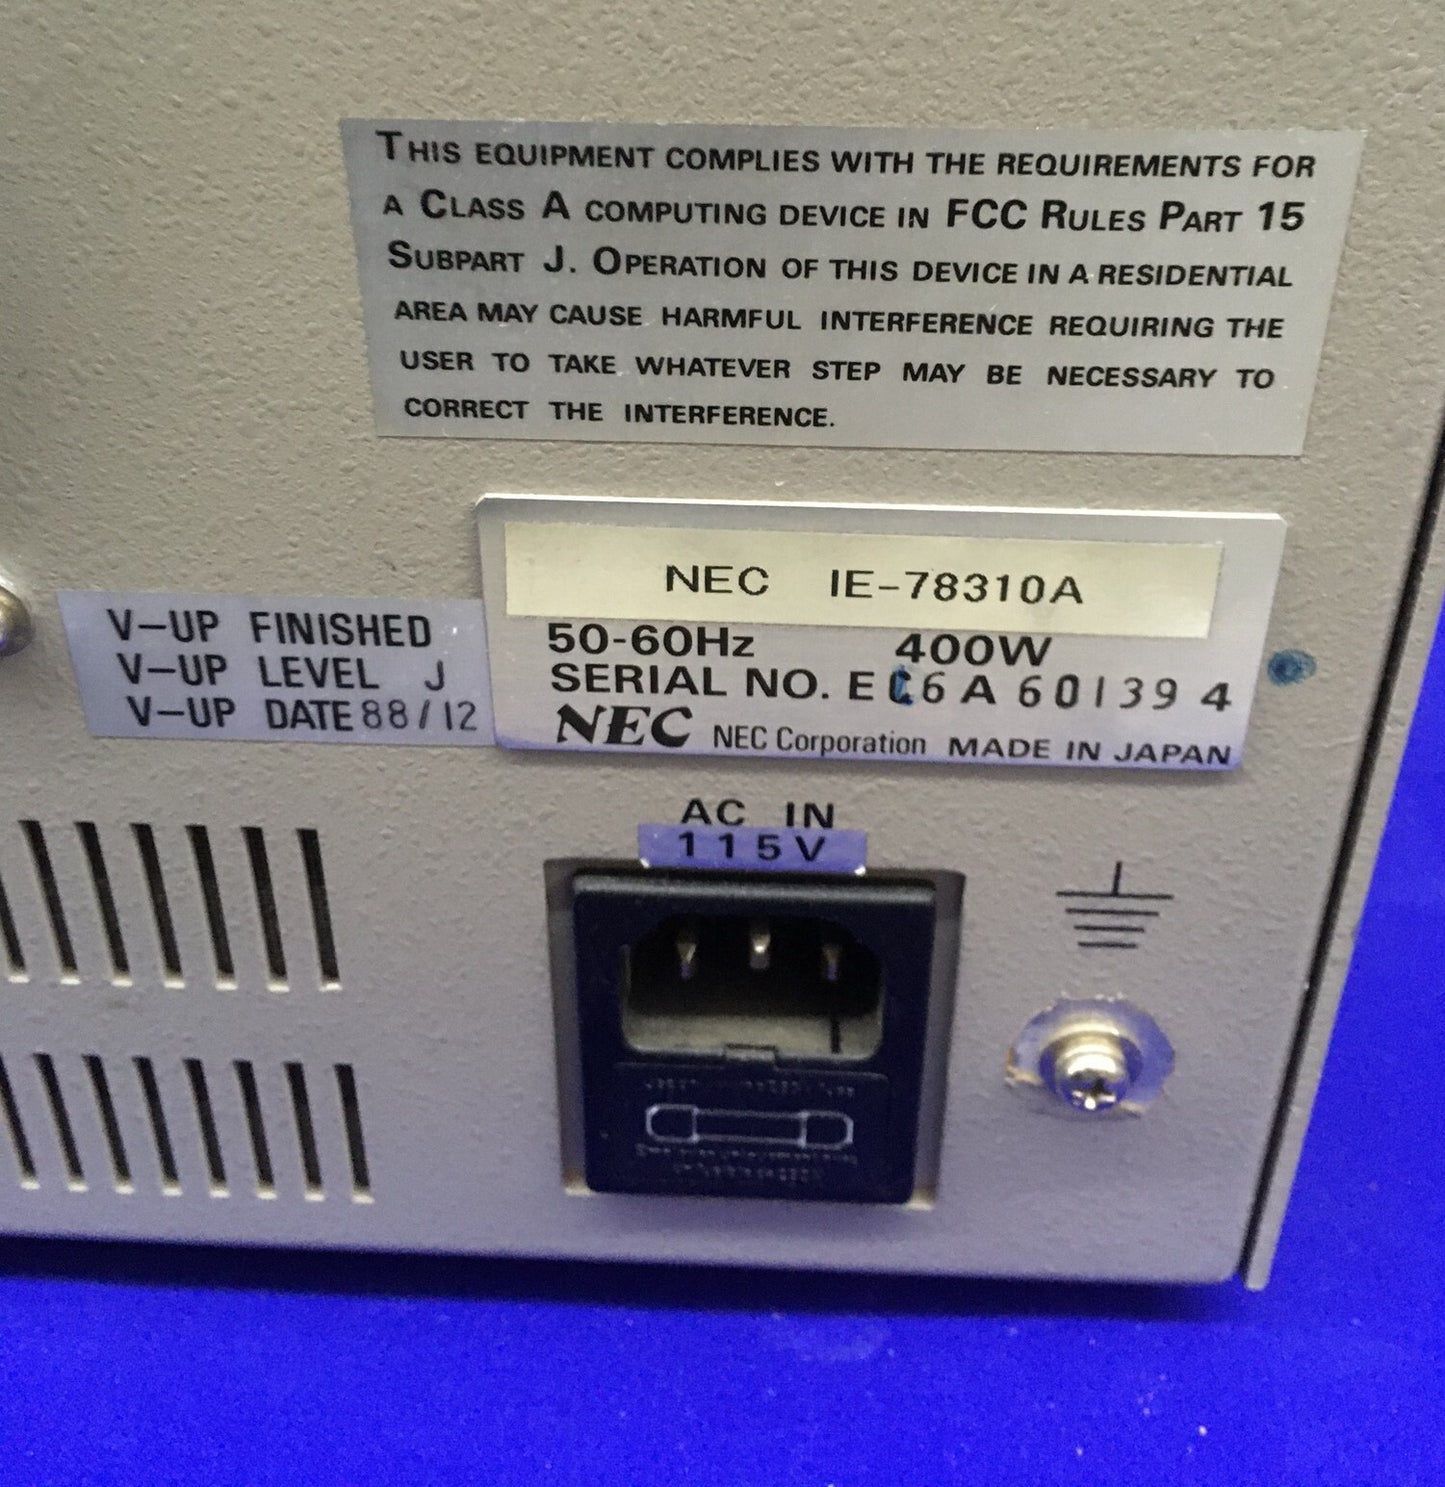 THIS EQUIPMENT COMPLIES WITH THE REQUIREMENTS FOR
A CLASS A COMPUTING DEVICE IN FCC RULES PART 15
SUBPART J. OPERATION OF THIS DEVICE IN A RESIDENTIAL
AREA MAY CAUSE HARMFUL INTERFERENCE REQUIRING THE
USER TO TAKE WHATEVER STEP MAY BE NECESSARY TO
CORRECT THE INTERFERENCE.
V-UP FINISHED
V-UP LEVEL J
V-UP DATE 88/12
NEC IE-78310A
50-60Hz 400W
SERIAL NO. 6 A 601394
NEC NEC Corporation MADE IN JAPAN
AC IN
115V